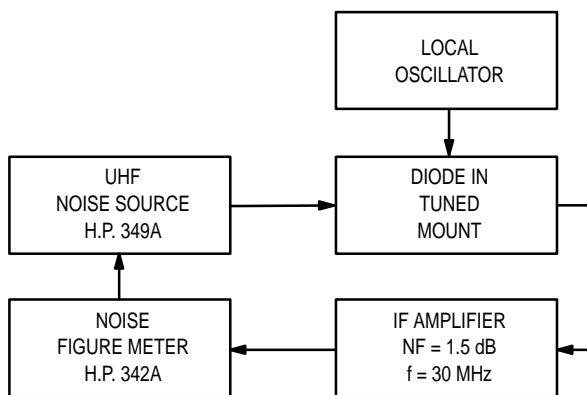 LOCAL
OSCILLATOR
UHF
NOISE SOURCE
H.P. 349A
DIODE IN
TUNED
MOUNT
NOISE
FIGURE METER
H.P. 342A
IF AMPLIFIER
NF = 1.5 dB
f = 30 MHz